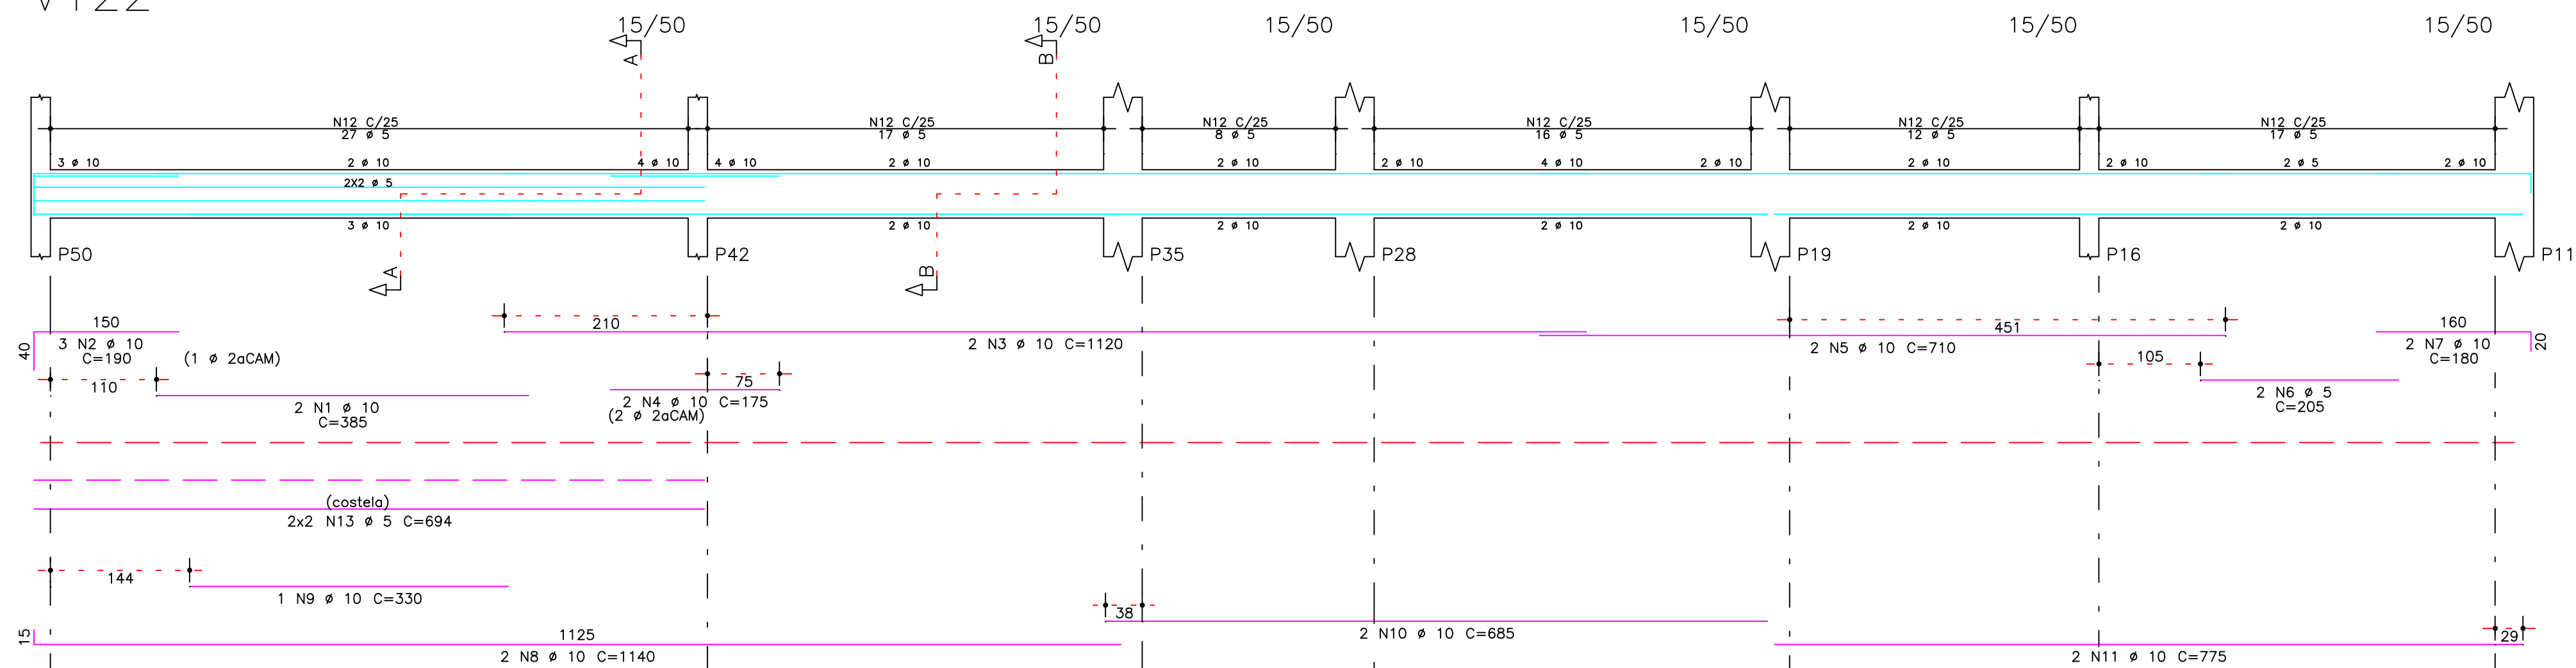 V122
15/50 15/50 15/50 15/50 15/50 15/50
A B
N12 C/25 N12 C/25 N12 C/25 N12 C/25 N12 C/25 N12 C/25
27 ø 5 17 ø 5 8 ø 5 16 ø 5 12 ø 5 17 ø 5
3 ø 10 2 ø 10 4 ø 10 4 ø 10 2 ø 10 2 ø 10 2 ø 10 4 ø 10 2 ø 10 2 ø 10 2 ø 10 2 ø 5 2 ø 10
2X2 ø 5
3 ø 10 2 ø 10 2 ø 10 2 ø 10 2 ø 10 2 ø 10
P50 P42 P35 P28 P19 P16 P11
A B
150 210 451 160
40 3 N2 ø 10 2 N3 ø 10 C=1120 2 N5 ø 10 C=710 2 N7 ø 10 20
C=190 (1 ø 2aCAM) C=180
110 75 105
2 N1 ø 10 2 N4 ø 10 C=175 2 N6 ø 5
C=385 (2 ø 2aCAM) C=205
(costela)
2x2 N13 ø 5 C=694
144
1 N9 ø 10 C=330
38
2 N10 ø 10 C=685
15 1125 29
2 N8 ø 10 C=1140 2 N11 ø 10 C=775